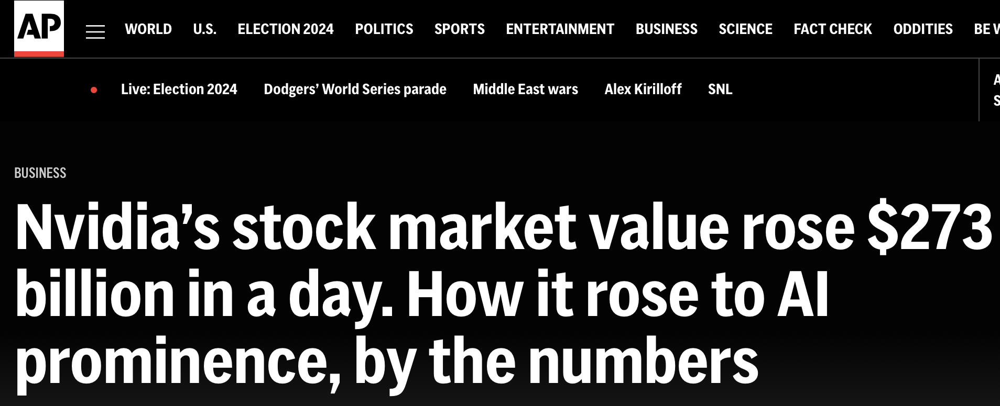 AP
WORLD U.S. ELECTION 2024 POLITICS SPORTS ENTERTAINMENT BUSINESS SCIENCE FACT CHECK ODDITIES BE
Live: Election 2024 Dodgers’ World Series parade Middle East wars Alex Kirilloff SNL
BUSINESS
Nvidia’s stock market value rose $273
billion in a day. How it rose to AI
prominence, by the numbers